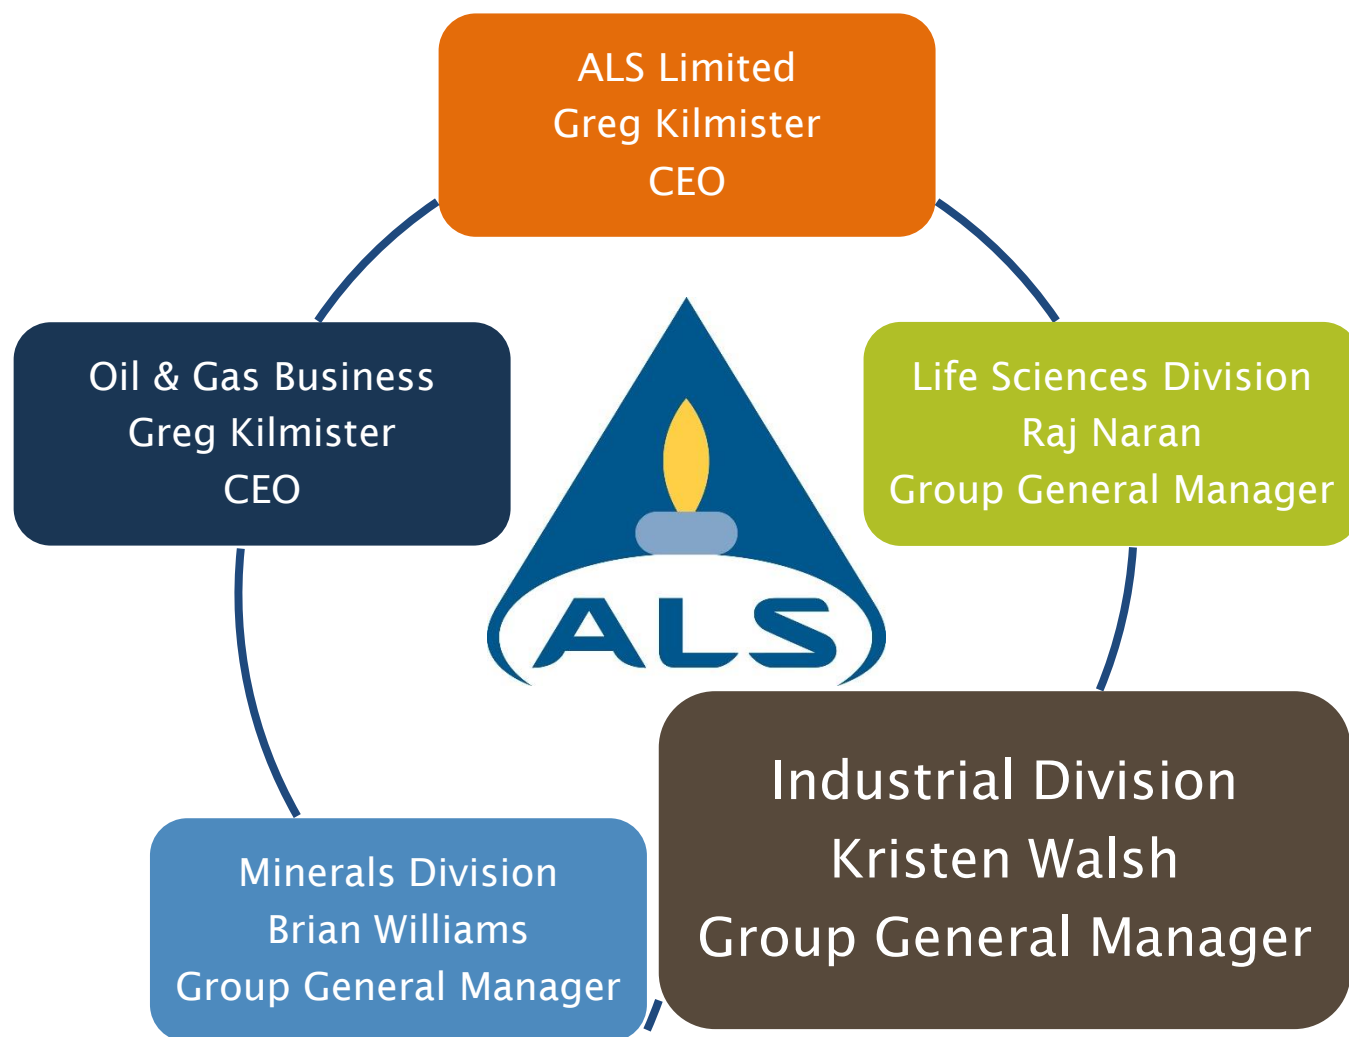 ALS Limited
Greg Kilmister
CEO
Oil & Gas Business
Greg Kilmister
CEO
Life Sciences Division
Raj Naran
Group General Manager
ALS
Industrial Division
Kristen Walsh
Group General Manager
Minerals Division
Brian Williams
Group General Manager